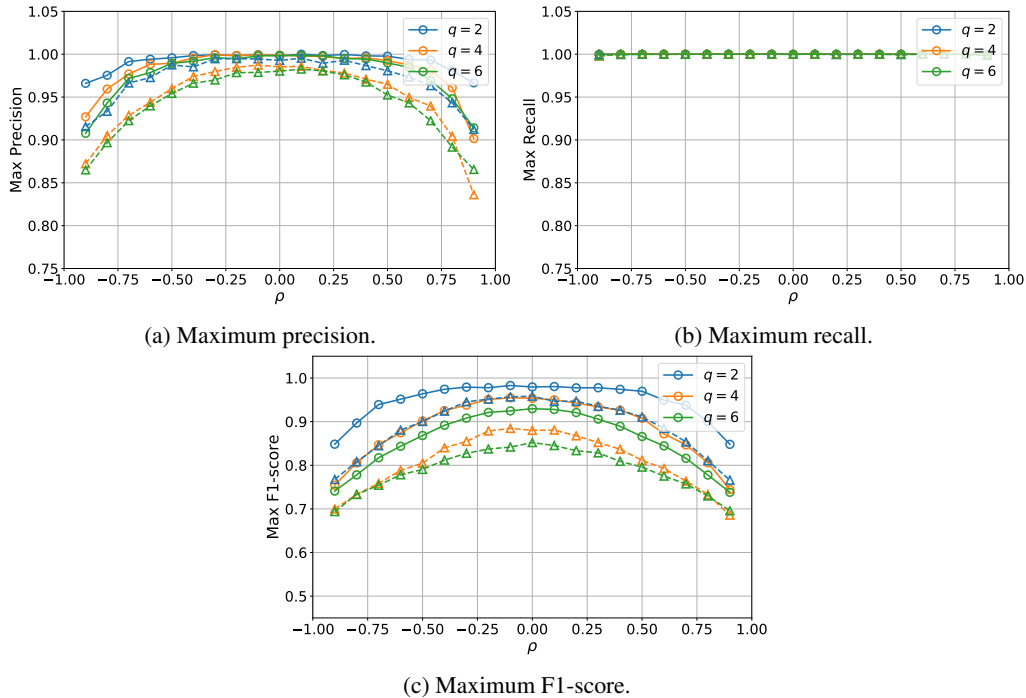 1.00
0.95
0.90
0.85
0.80
0.75
Max Precision
−1.00 −0.75 −0.50 −0.25 0.00 0.25 0.50 0.75 1.00
ρ
q = 2
q = 4
q = 6
(a) Maximum precision.
1.00
0.95
0.90
0.85
0.80
0.75
Max Recall
−1.00 −0.75 −0.50 −0.25 0.00 0.25 0.50 0.75 1.00
ρ
q = 2
q = 4
q = 6
(b) Maximum recall.
1.0
0.9
0.8
0.7
0.6
0.5
Max F1-score
−1.00 −0.75 −0.50 −0.25 0.00 0.25 0.50 0.75 1.00
ρ
q = 2
q = 4
q = 6
(c) Maximum F1-score.